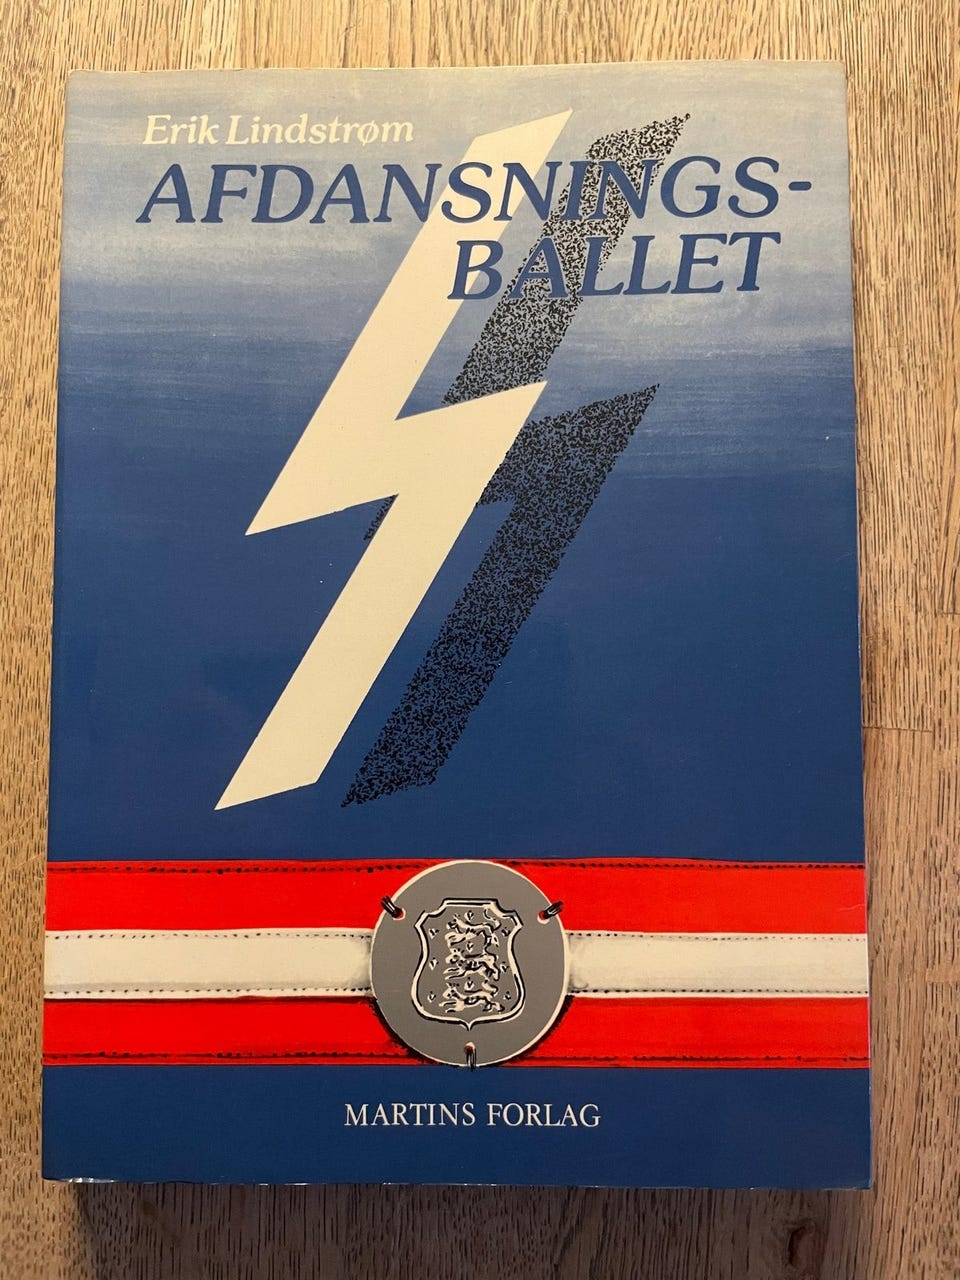 Erik Lindstrøm
AFDANSNINGS-
BALLET
MARTINS FORLAG